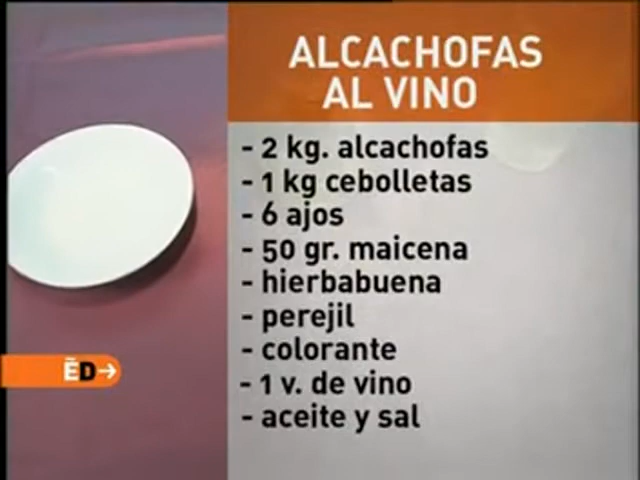 ALCACHOFAS
AL VINO
- 2 kg. alcachofas
- 1 kg cebolletas
- 6 ajos
- 50 gr. maicena
- hierbabuena
- perejil
- colorante
- 1 v. de vino
- aceite y sal
ED→